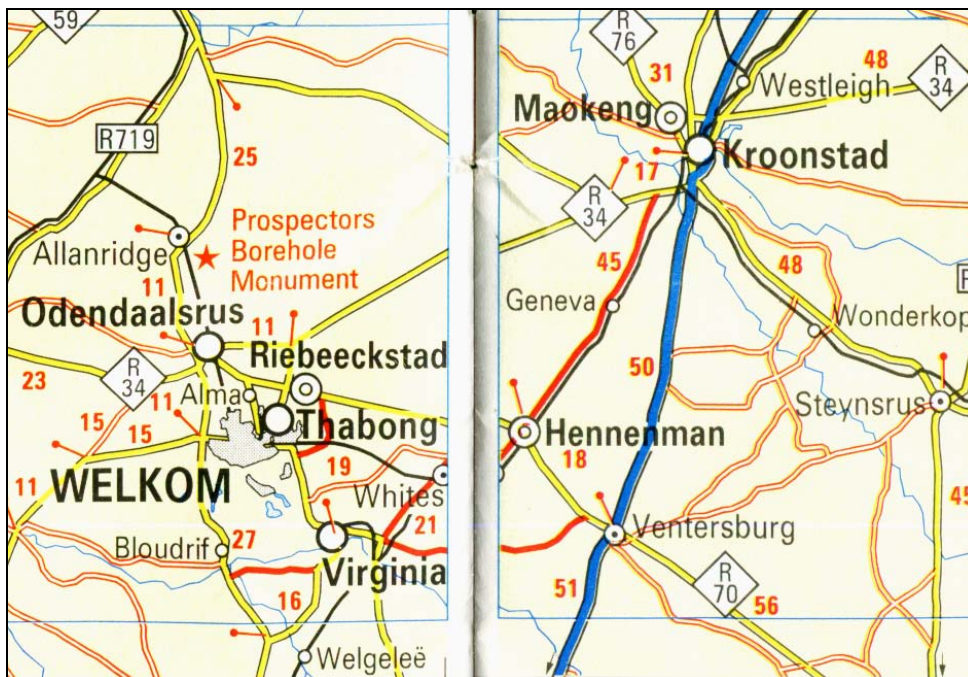 59
R719
25
Allanridge
Prospectors
Borehole
Monument
11
Odendaalsrus
11
Riebeeckstad
23
R
34
Alma
11
15
15
Thabong
11
WELKOM
19
Whites
21
Bloudrif
27
Virginia
16
Welgeleë
R
76
31
48
R
34
Westleigh
Maokeng
Kroonstad
17
R
34
45
48
Geneva
Wonderkop
50
Steynsrus
Hennenman
18
45
Ventersburg
51
R
70
56